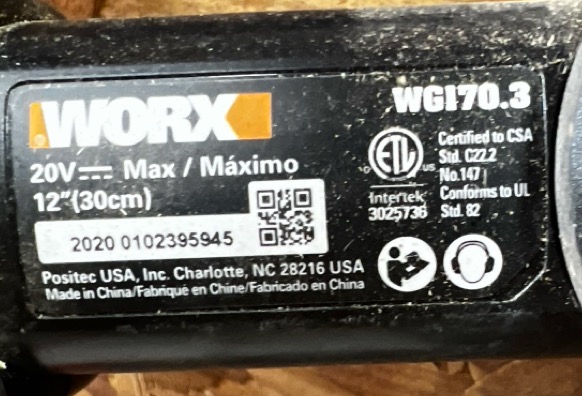 WORX
WG170.3
20V Max / Máximo
12"(30cm)
2020 0102395945
Positec USA, Inc. Charlotte, NC 28216 USA
Made in China/Fabriqué en Chine/Fabricado en China
ETL
c us
Intertek
3025736
Certified to CSA
Std. C22.2
No.147
Conforms to UL
Std. 82